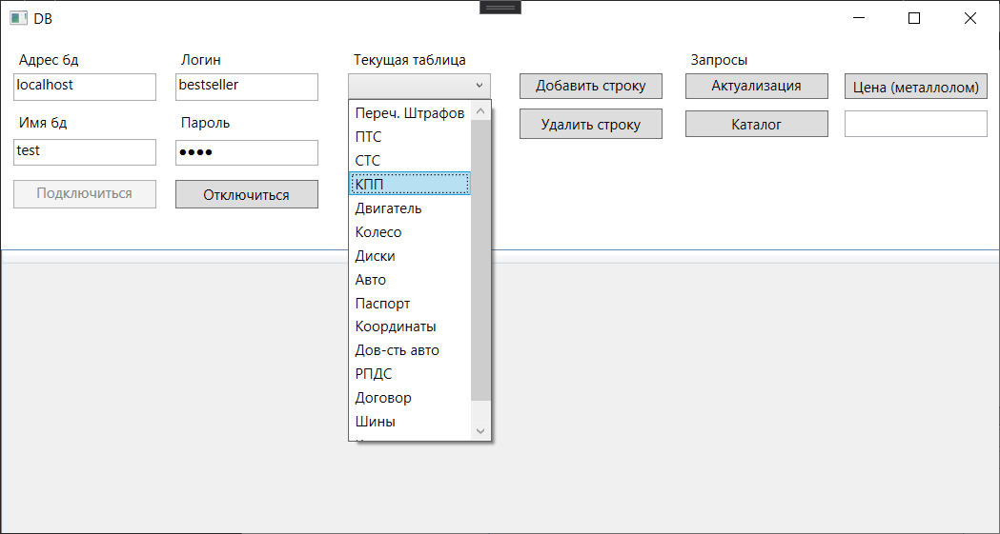 DB
Адрес бд
Логин
Текущая таблица
Запросы
localhost
bestseller
Добавить строку
Актуализация
Цена (металлолом)
Имя бд
Пароль
Удалить строку
Каталог
test
●●●●
Подключиться
Отключиться
Переч. Штрафов
ПТС
СТС
КПП
Двигатель
Колесо
Диски
Авто
Паспорт
Координаты
Дов-сть авто
РПДС
Договор
Шины